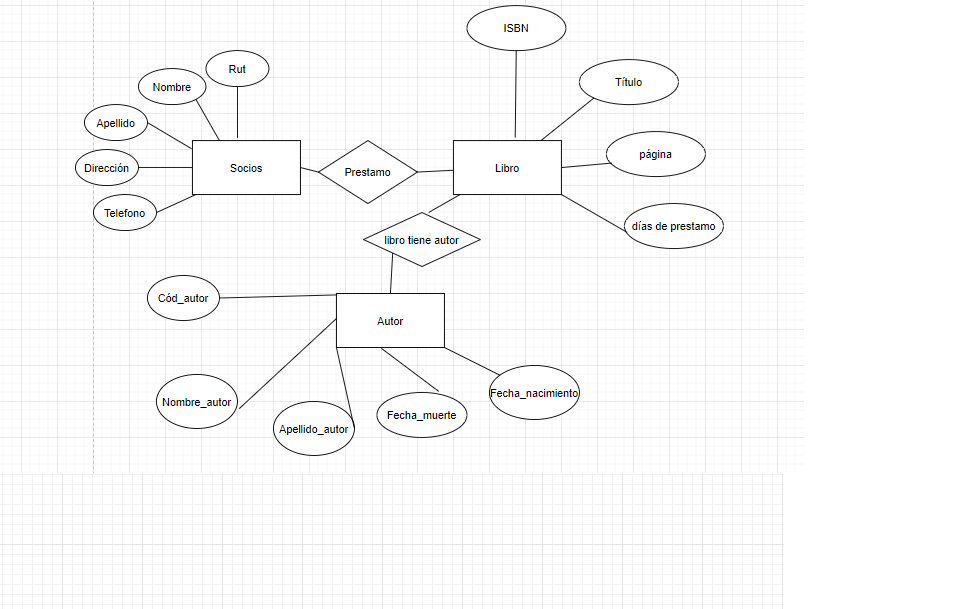 ISBN
Rut
Título
Nombre
Apellido
página
Dirección
Socios
Prestamo
Libro
Telefono
días de prestamo
libro tiene autor
Cód_autor
Autor
Fecha_nacimiento
Nombre_autor
Fecha_muerte
Apellido_autor